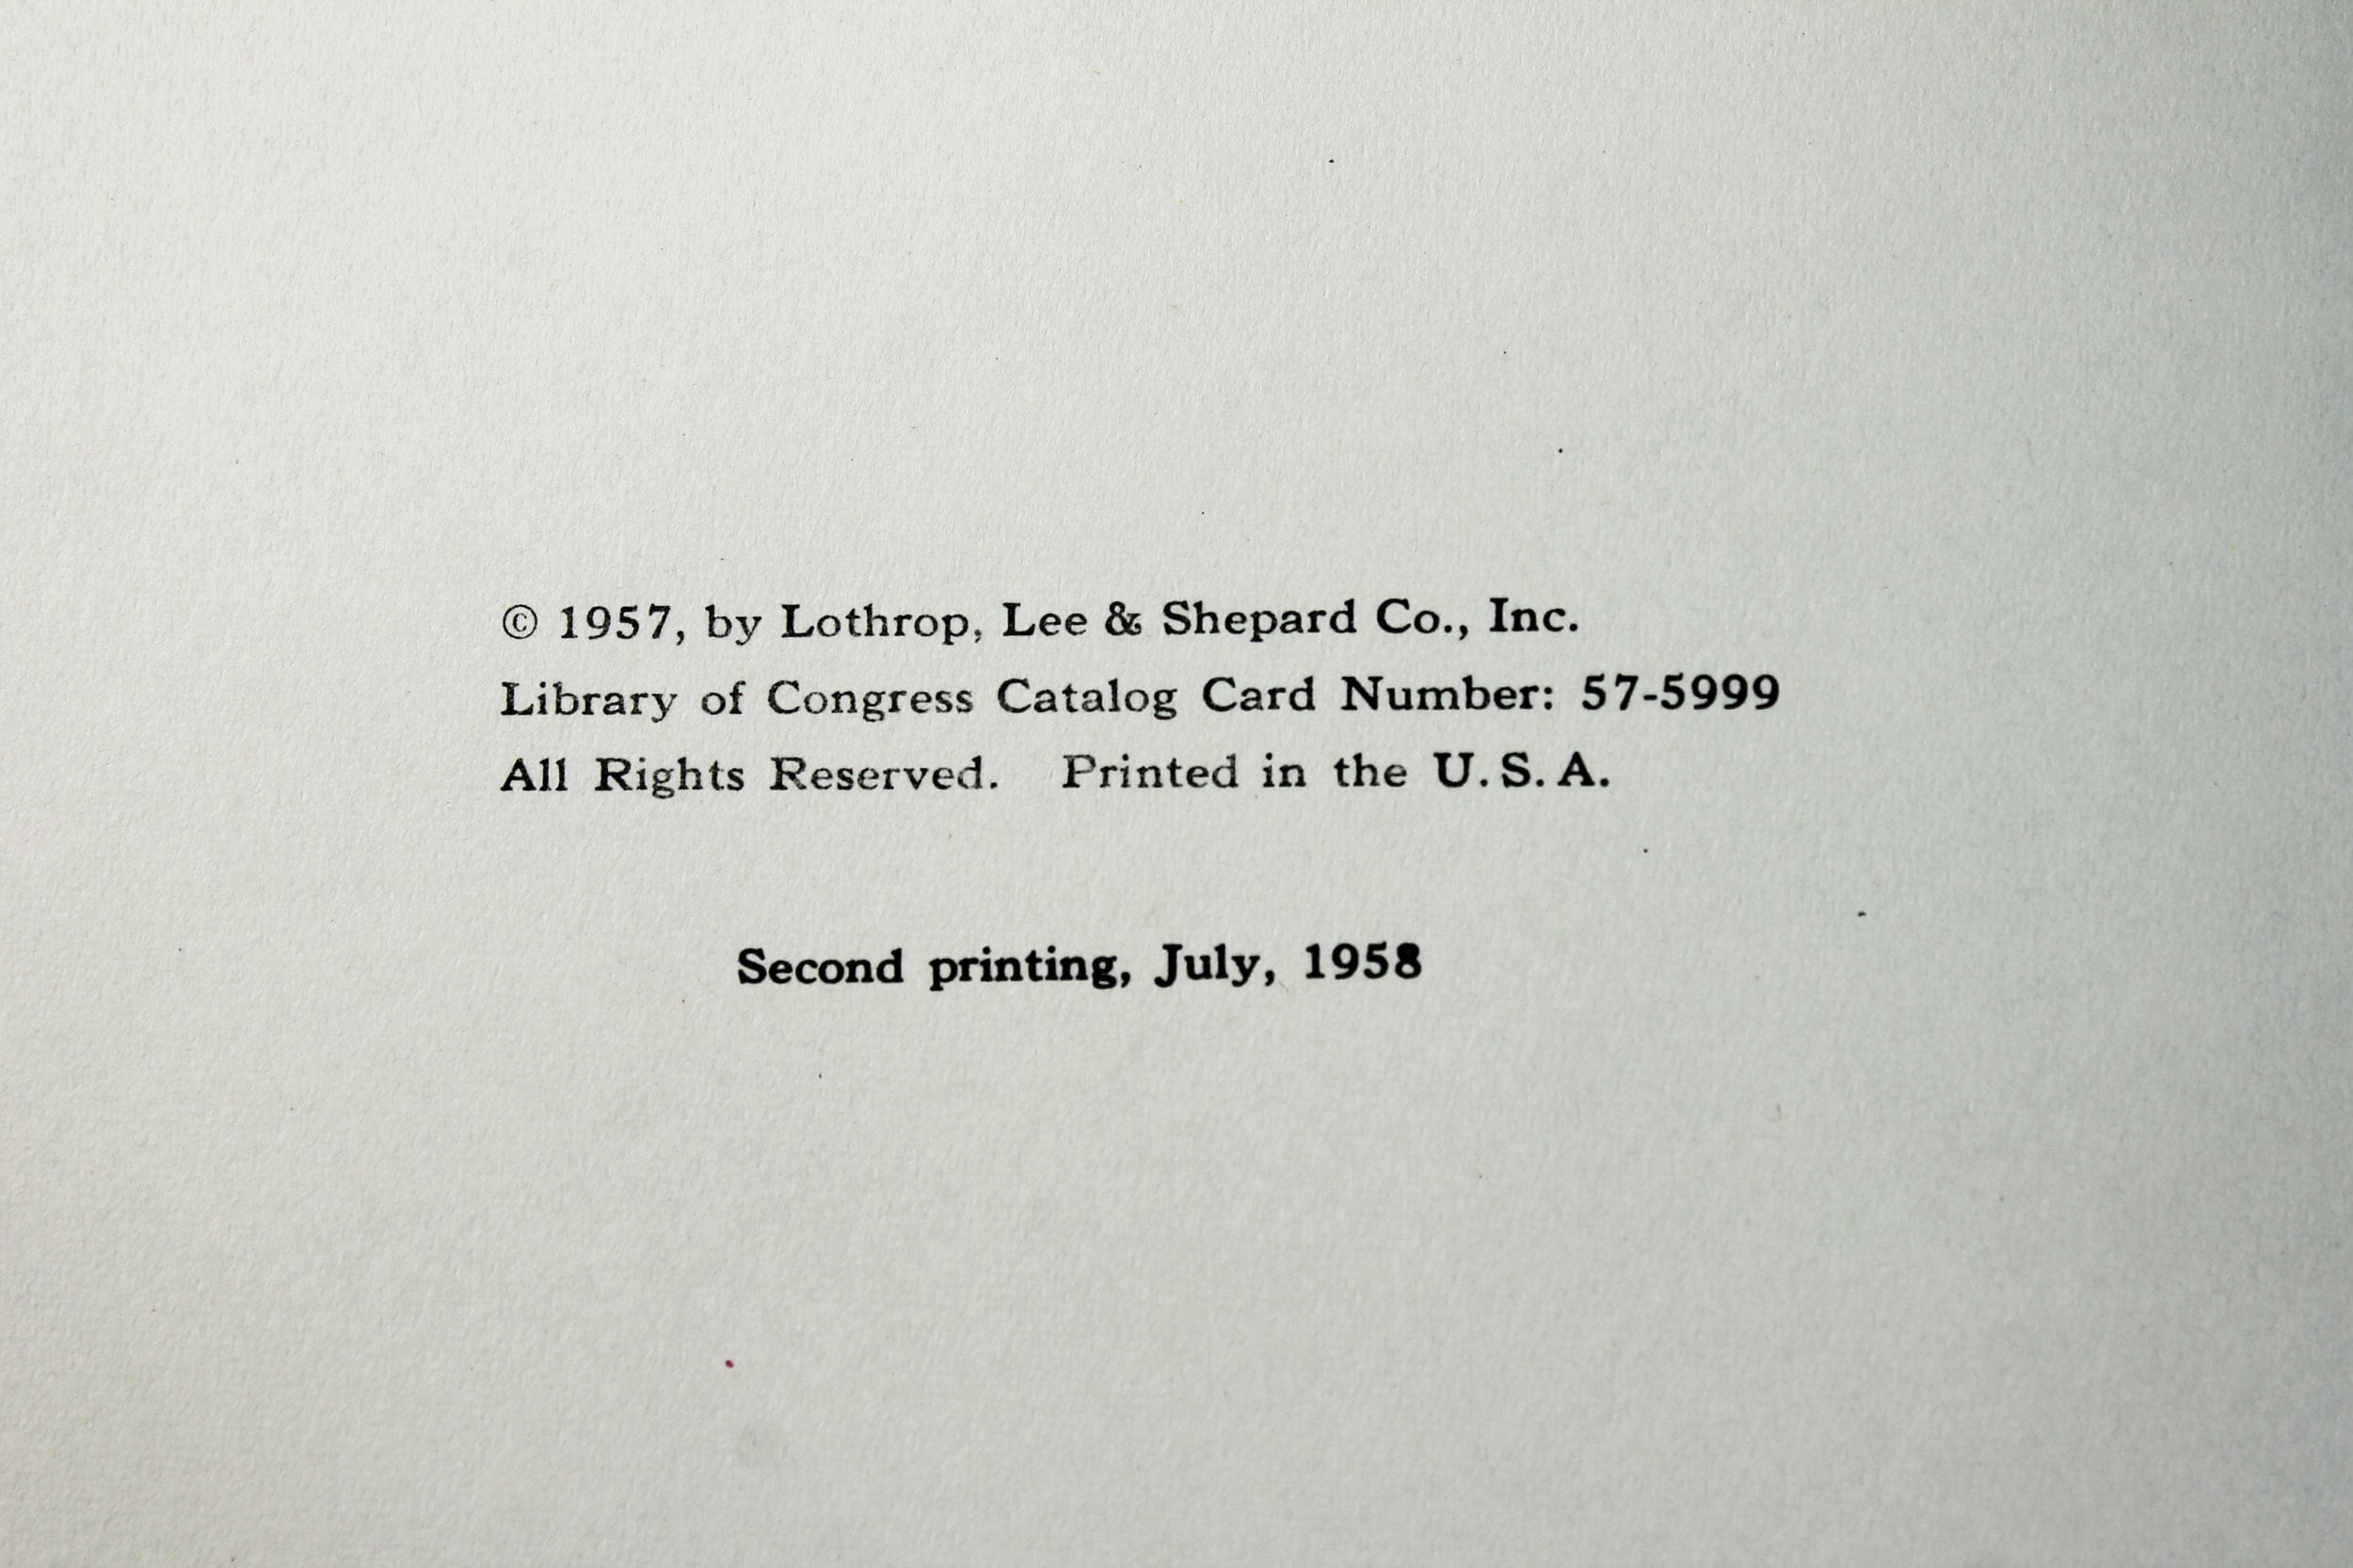 © 1957, by Lothrop, Lee & Shepard Co., Inc.
Library of Congress Catalog Card Number: 57-5999
All Rights Reserved. Printed in the U. S. A.
Second printing, July, 1958